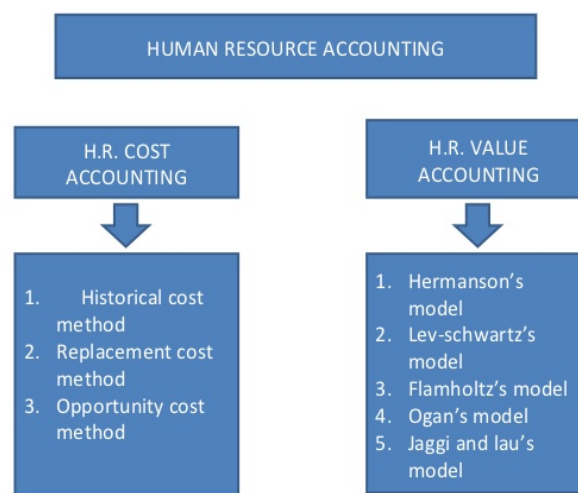 HUMAN RESOURCE ACCOUNTING
H.R. COST
ACCOUNTING
1. Historical cost
method
2. Replacement cost
method
3. Opportunity cost
method
H.R. VALUE
ACCOUNTING
1. Hermanson's
model
2. Lev-schwartz's
model
3. Flamholtz's model
4. Ogan's model
5. Jaggi and lau's
model